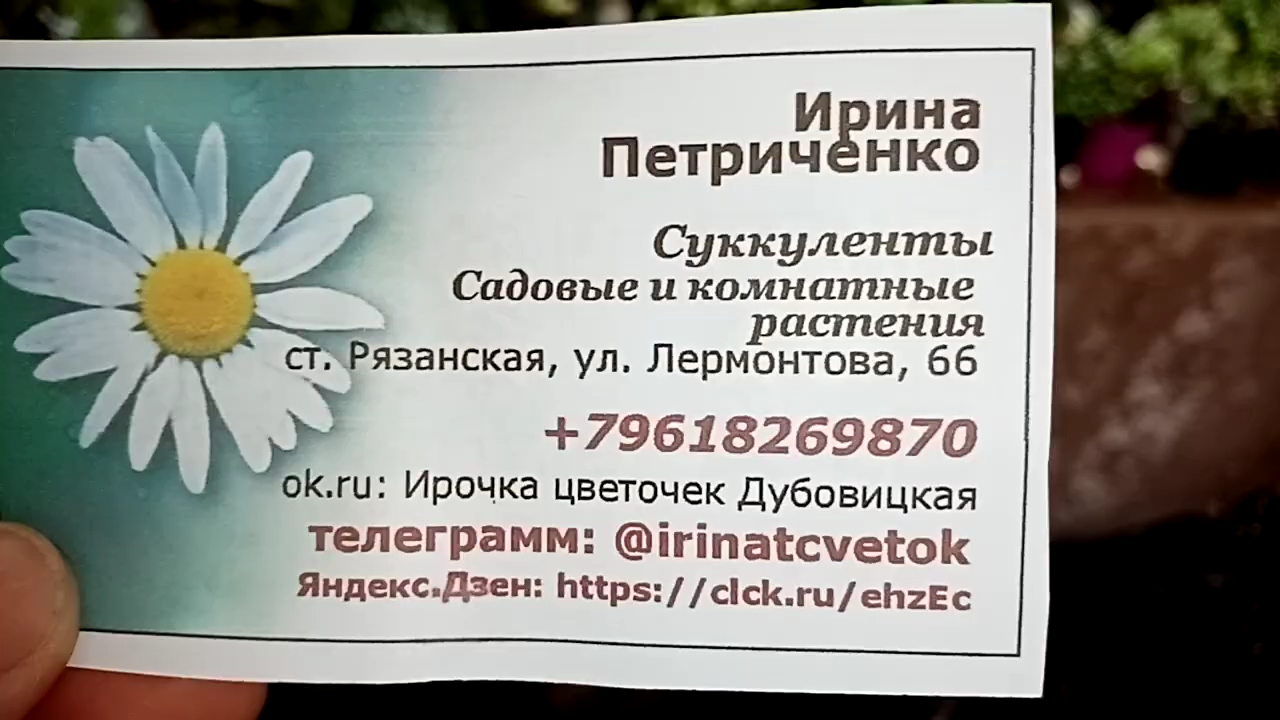 Ирина
Петриченко
Суккуленты
Садовые и комнатные
растения
ст. Рязанская, ул. Лермонтова, 66
+79618269870
ok.ru: Ирочка цветочек Дубовицкая
телеграмм: @irinatcvetok
Яндекс.Дзен: https://clck.ru/ehzEc